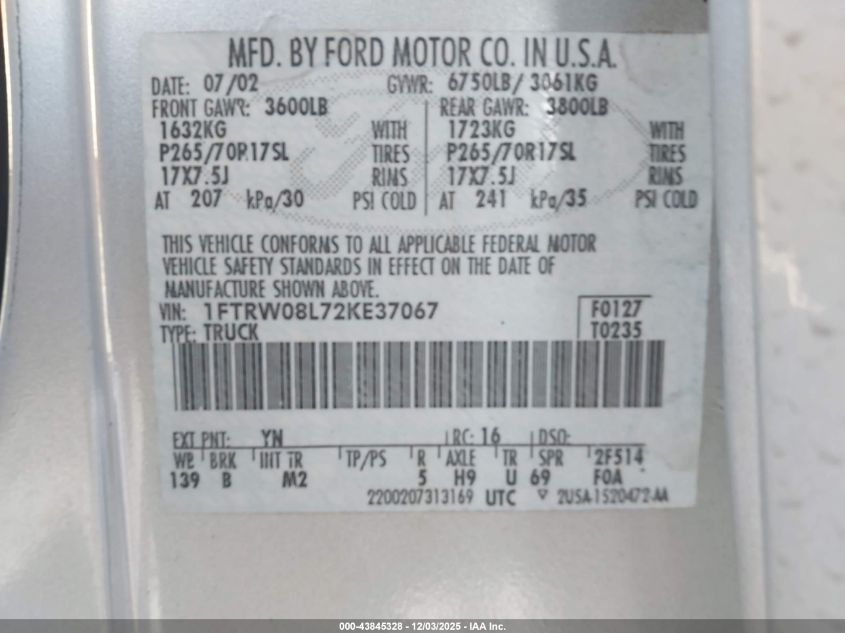 MFD. BY FORD MOTOR CO. IN U.S.A.
DATE: 07/02 GVWR: 6750LB/ 3061KG
FRONT GAWR: 3600LB REAR GAWR: 3800LB
1632KG WITH 1723KG WITH
P265/70R17SL TIRES P265/70R17SL TIRES
17X7.5J RIMS 17X7.5J RIMS
AT 207 kPa/30 PSI COLD AT 241 kPa/35 PSI COLD
THIS VEHICLE CONFORMS TO ALL APPLICABLE FEDERAL MOTOR
VEHICLE SAFETY STANDARDS IN EFFECT ON THE DATE OF
MANUFACTURE SHOWN ABOVE.
VIN: 1FTRW08L72KE37067 F0127
TYPE: TRUCK T0235
EXT PNT: YN RC: 16 DSO:
WB BRK INT TR TP/PS R AXLE TR SPR 2F514
139 B M2 5 H9 U 69 FOA
2200207313169 UTC ▽ 2U5A-1520472-AA
000-43845328 - 12/03/2025 - IAA Inc.